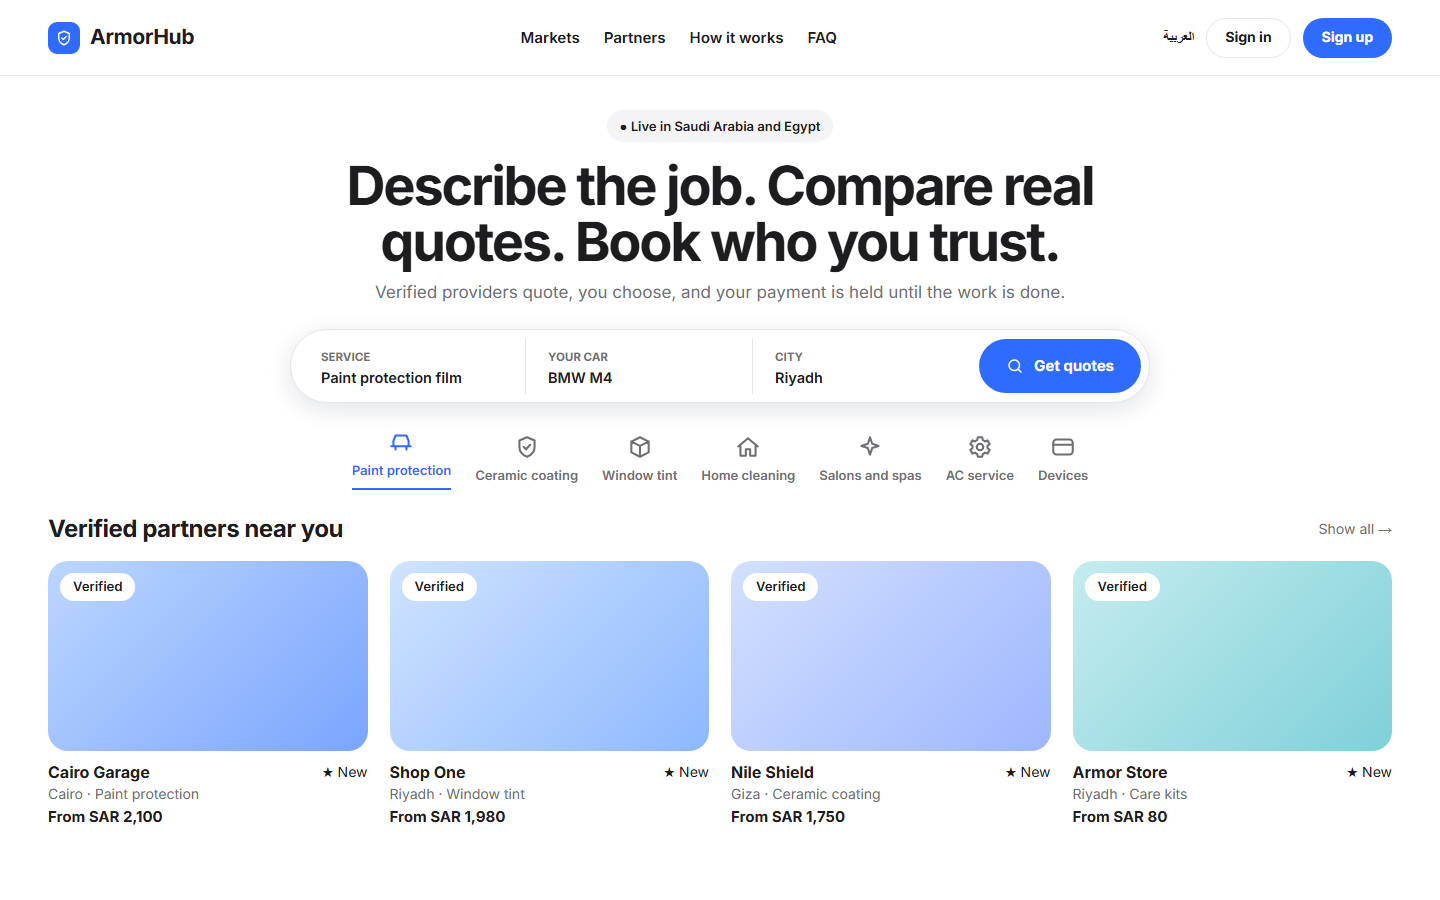 ArmorHub
Markets Partners How it works FAQ
العربية
Sign in
Sign up
● Live in Saudi Arabia and Egypt
Describe the job. Compare real
quotes. Book who you trust.
Verified providers quote, you choose, and your payment is held until the work is done.
SERVICE
Paint protection film
YOUR CAR
BMW M4
CITY
Riyadh
Get quotes
Paint protection
Ceramic coating
Window tint
Home cleaning
Salons and spas
AC service
Devices
Verified partners near you
Show all →
Verified
Cairo Garage ★ New
Cairo · Paint protection
From SAR 2,100
Verified
Shop One ★ New
Riyadh · Window tint
From SAR 1,980
Verified
Nile Shield ★ New
Giza · Ceramic coating
From SAR 1,750
Verified
Armor Store ★ New
Riyadh · Care kits
From SAR 80